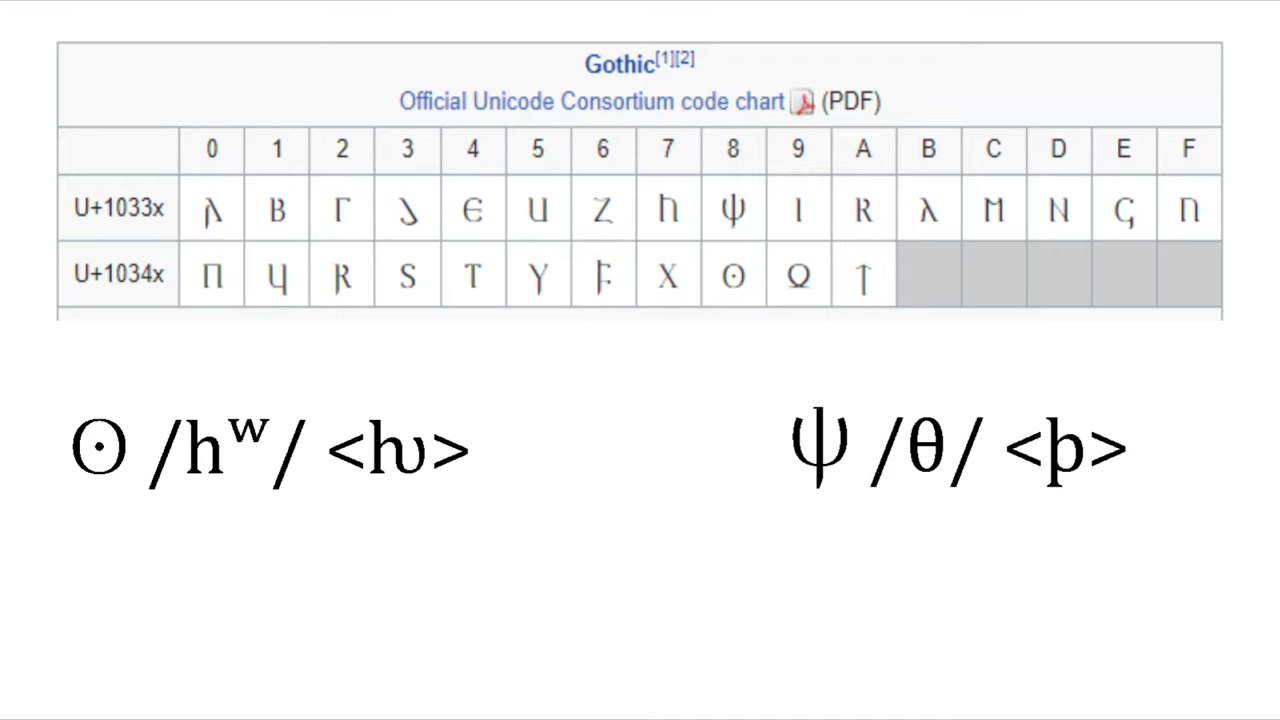 Gothic[1][2]
Official Unicode Consortium code chart (PDF)
0 1 2 3 4 5 6 7 8 9 A B C D E F
U+1033x 𐌰 𐌱 𐌲 𐌳 𐌴 𐌵 𐌶 𐌷 𐌸 𐌹 𐌺 𐌻 𐌼 𐌽 𐌾 𐌿
U+1034x 𐍀 𐍁 𐍂 𐍃 𐍄 𐍅 𐍆 𐍇 𐍈 𐍉 𐍊
𐍈 /hʷ/ <ƕ> 𐌸 /θ/ <þ>